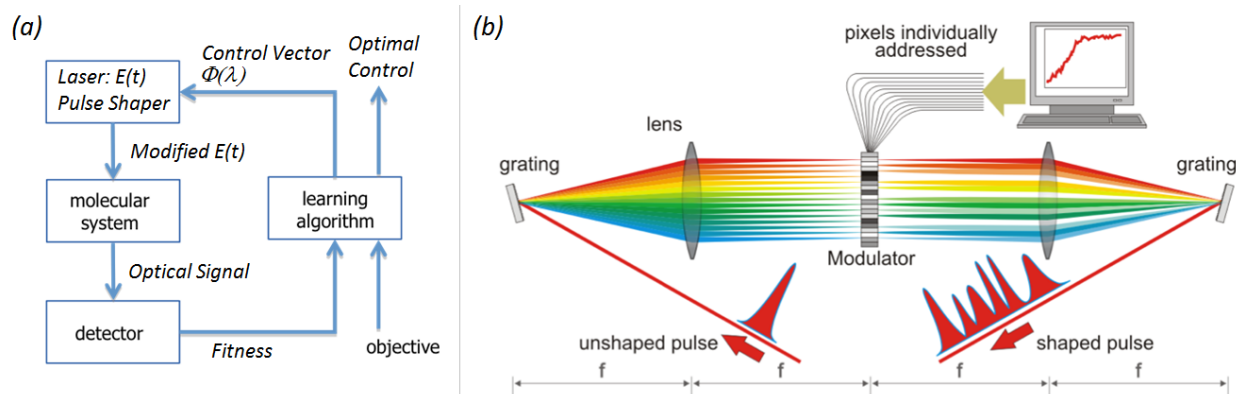 (a)
Control Vector
Φ(λ)
Optimal
Control
Laser: E(t)
Pulse Shaper
Modified E(t)
molecular
system
learning
algorithm
Optical Signal
detector
Fitness
objective
(b)
pixels individually
addressed
lens
grating
grating
Modulator
unshaped pulse
shaped pulse
f
f
f
f